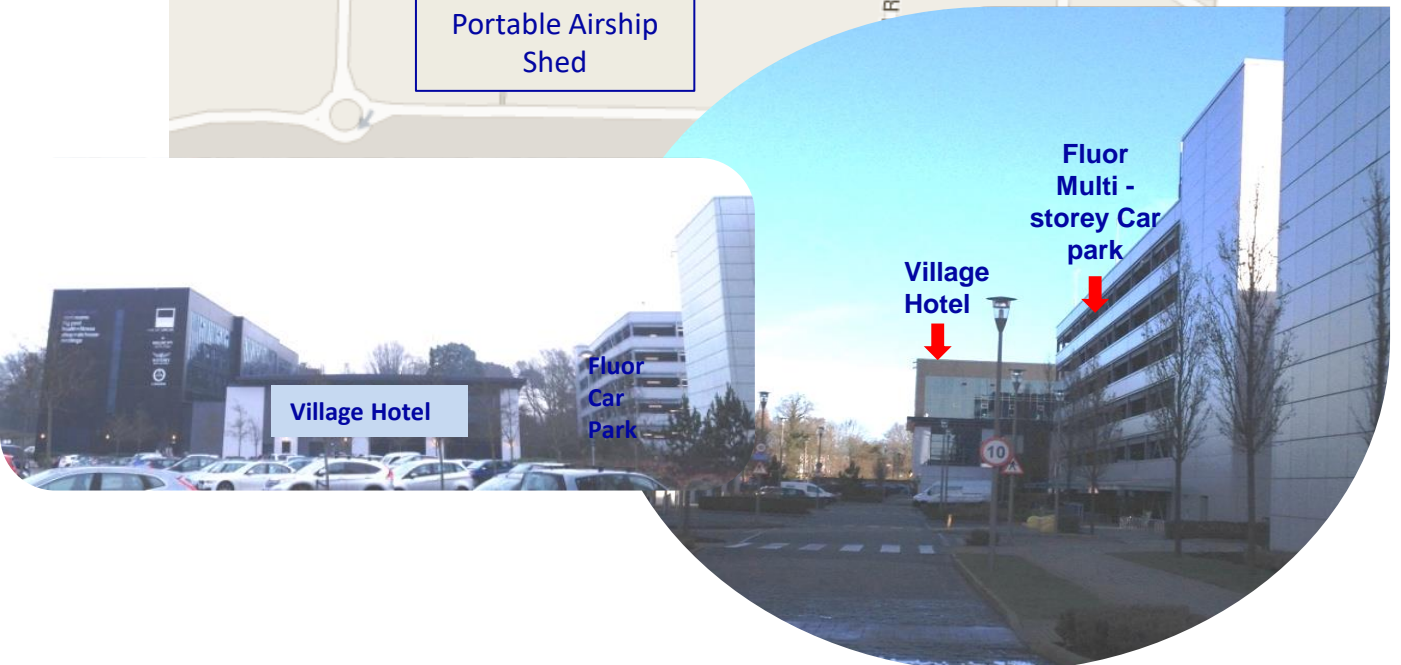 Portable Airship
Shed
R
Fluor
Multi -
storey Car
park
Village
Hotel
10
Fluor
Car
Park
Village Hotel